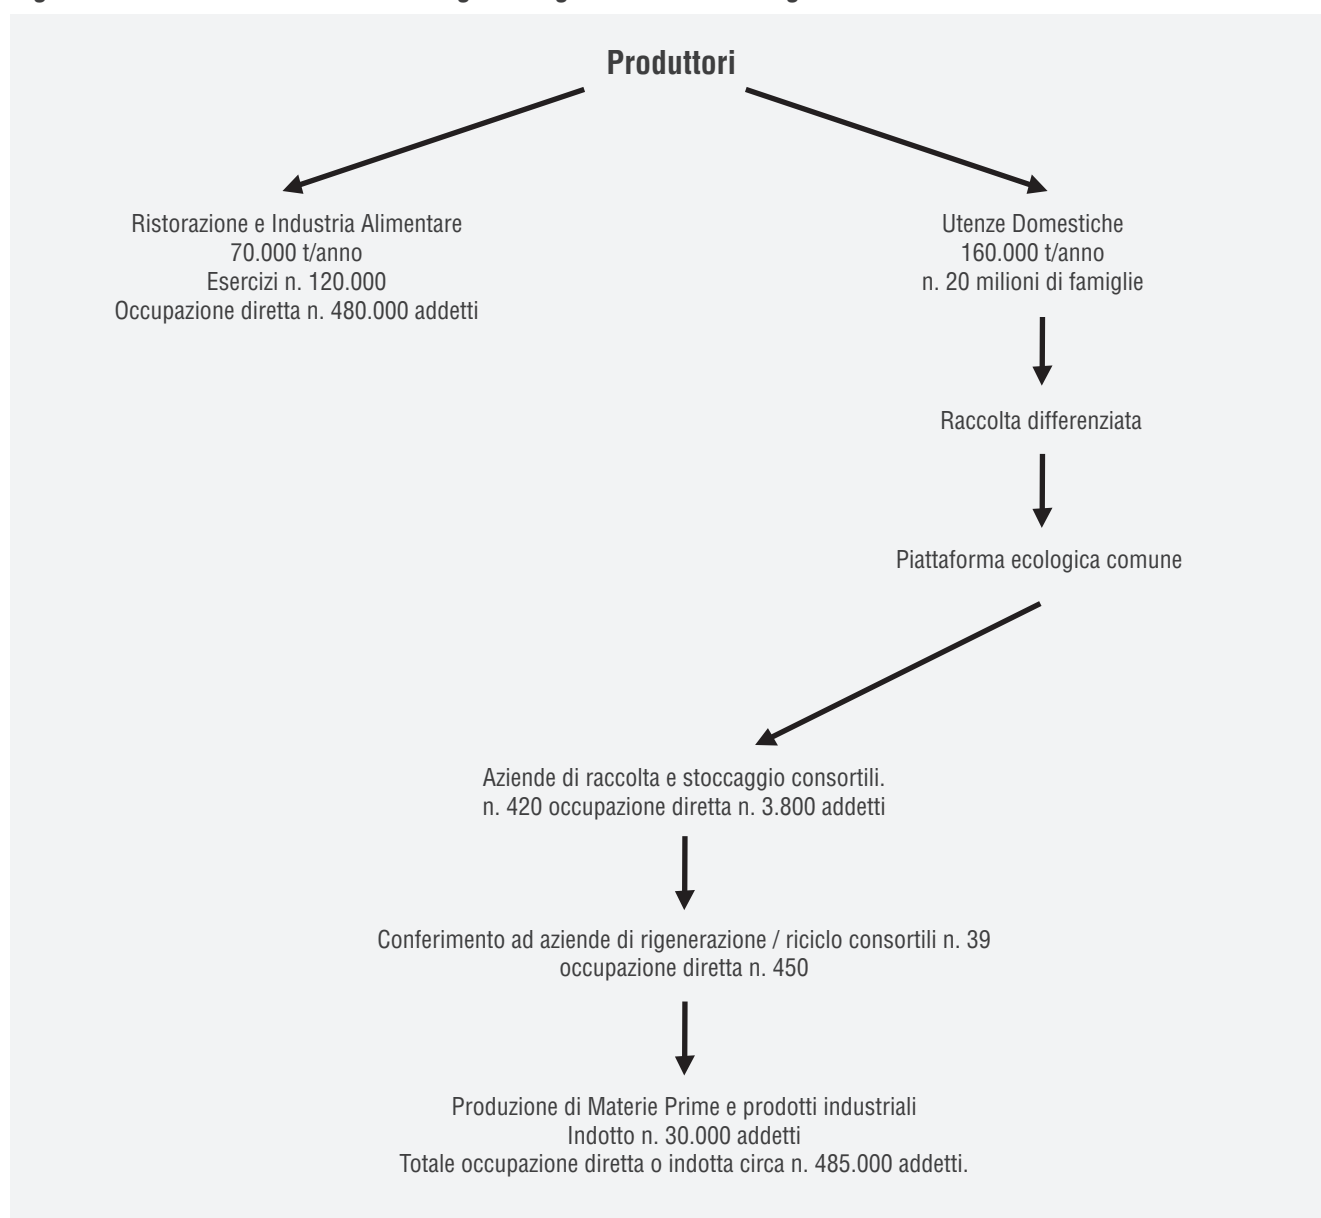 Produttori
Ristorazione e Industria Alimentare
70.000 t/anno
Esercizi n. 120.000
Occupazione diretta n. 480.000 addetti
Utenze Domestiche
160.000 t/anno
n. 20 milioni di famiglie
Raccolta differenziata
Piattaforma ecologica comune
Aziende di raccolta e stoccaggio consortili.
n. 420 occupazione diretta n. 3.800 addetti
Conferimento ad aziende di rigenerazione / riciclo consortili n. 39
occupazione diretta n. 450
Produzione di Materie Prime e prodotti industriali
Indotto n. 30.000 addetti
Totale occupazione diretta o indotta circa n. 485.000 addetti.